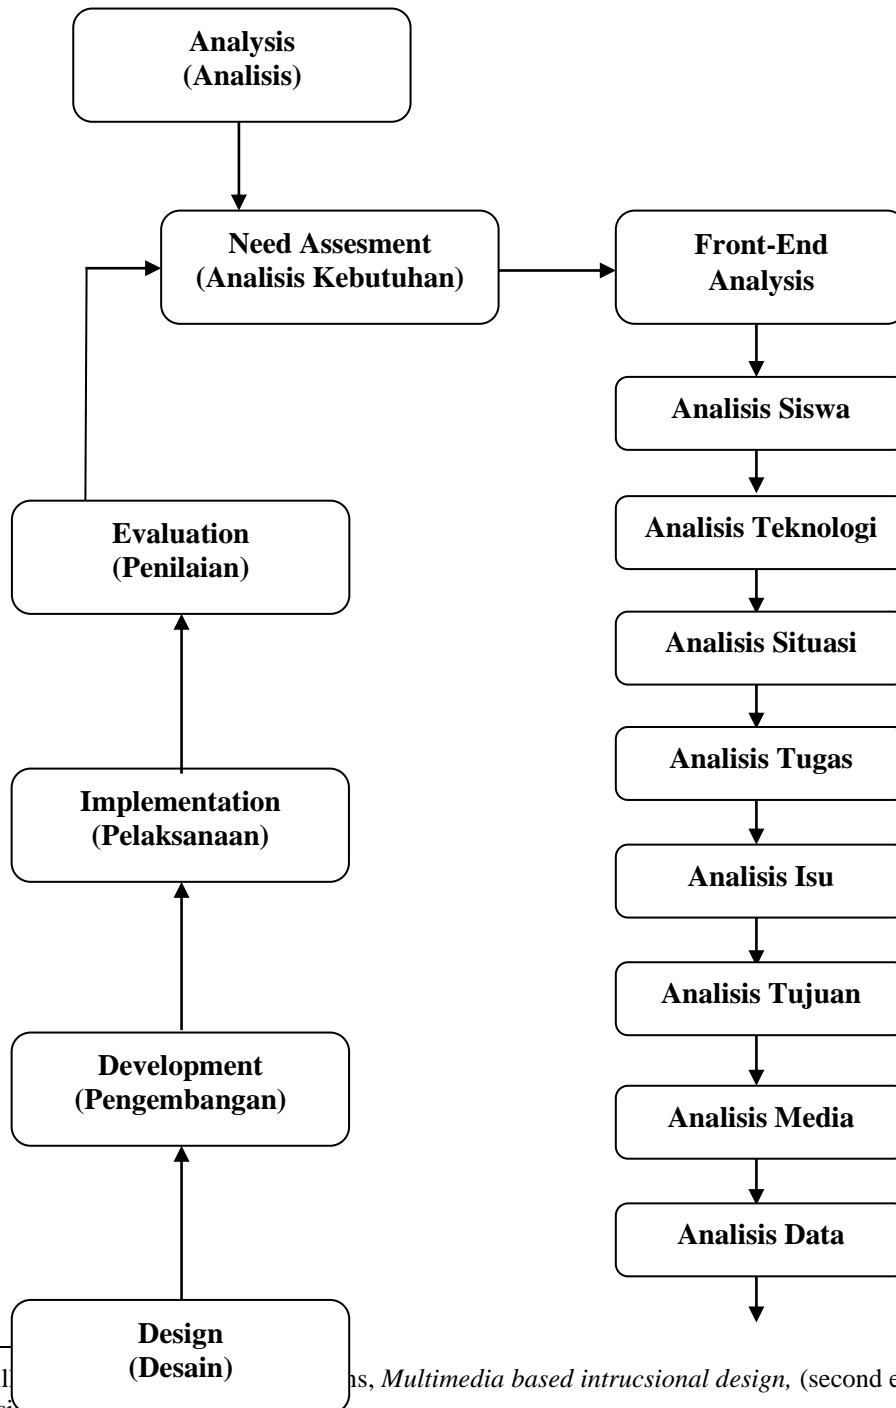 Analysis
(Analisis)
Need Assesment
(Analisis Kebutuhan)
Front-End
Analysis
Analisis Siswa
Analisis Teknologi
Evaluation
(Penilaian)
Analisis Situasi
Analisis Tugas
Implementation
(Pelaksanaan)
Analisis Isu
Analisis Tujuan
Development
(Pengembangan)
Analisis Media
Analisis Data
Design
(Desain)
Multimedia based intrucsional design, (second